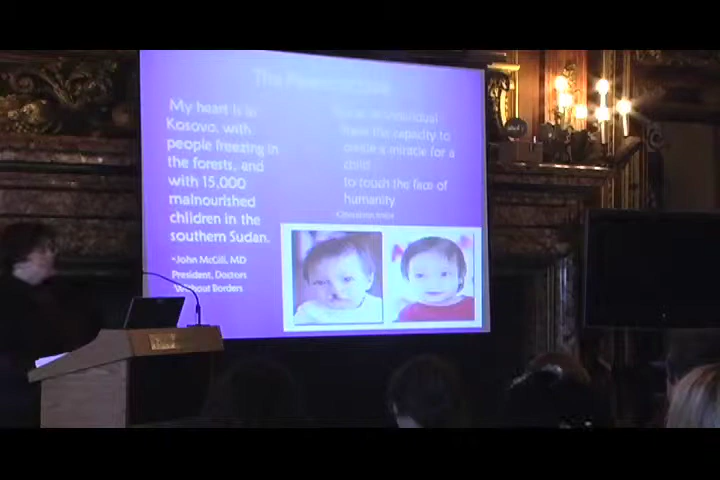 My heart is in
Kosovo, with
people freezing in
the forests, and
with 15,000
malnourished
children in the
southern Sudan.
-John McGill, MD
President, Doctors
Without Borders
individual
have the capacity to
create a miracle for a
child
to touch the face of
humanity